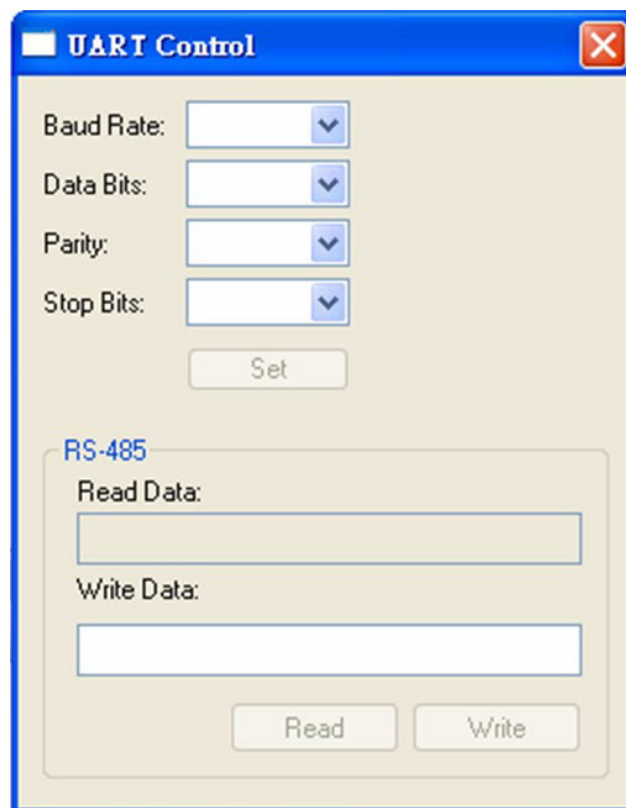 UART Control
Baud Rate:
Data Bits:
Parity:
Stop Bits:
Set
RS-485
Read Data:
Write Data:
Read Write